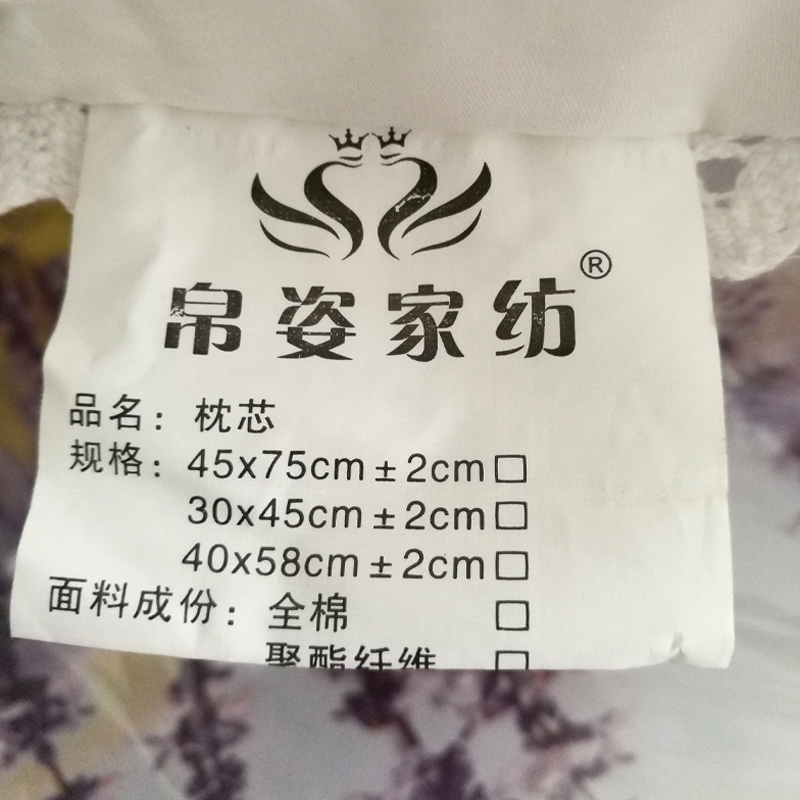 帛姿家纺®
品名：枕芯
规格：45x75cm±2cm□
30x45cm±2cm□
40x58cm±2cm□
面料成份：全棉 □
聚酯纤维 □